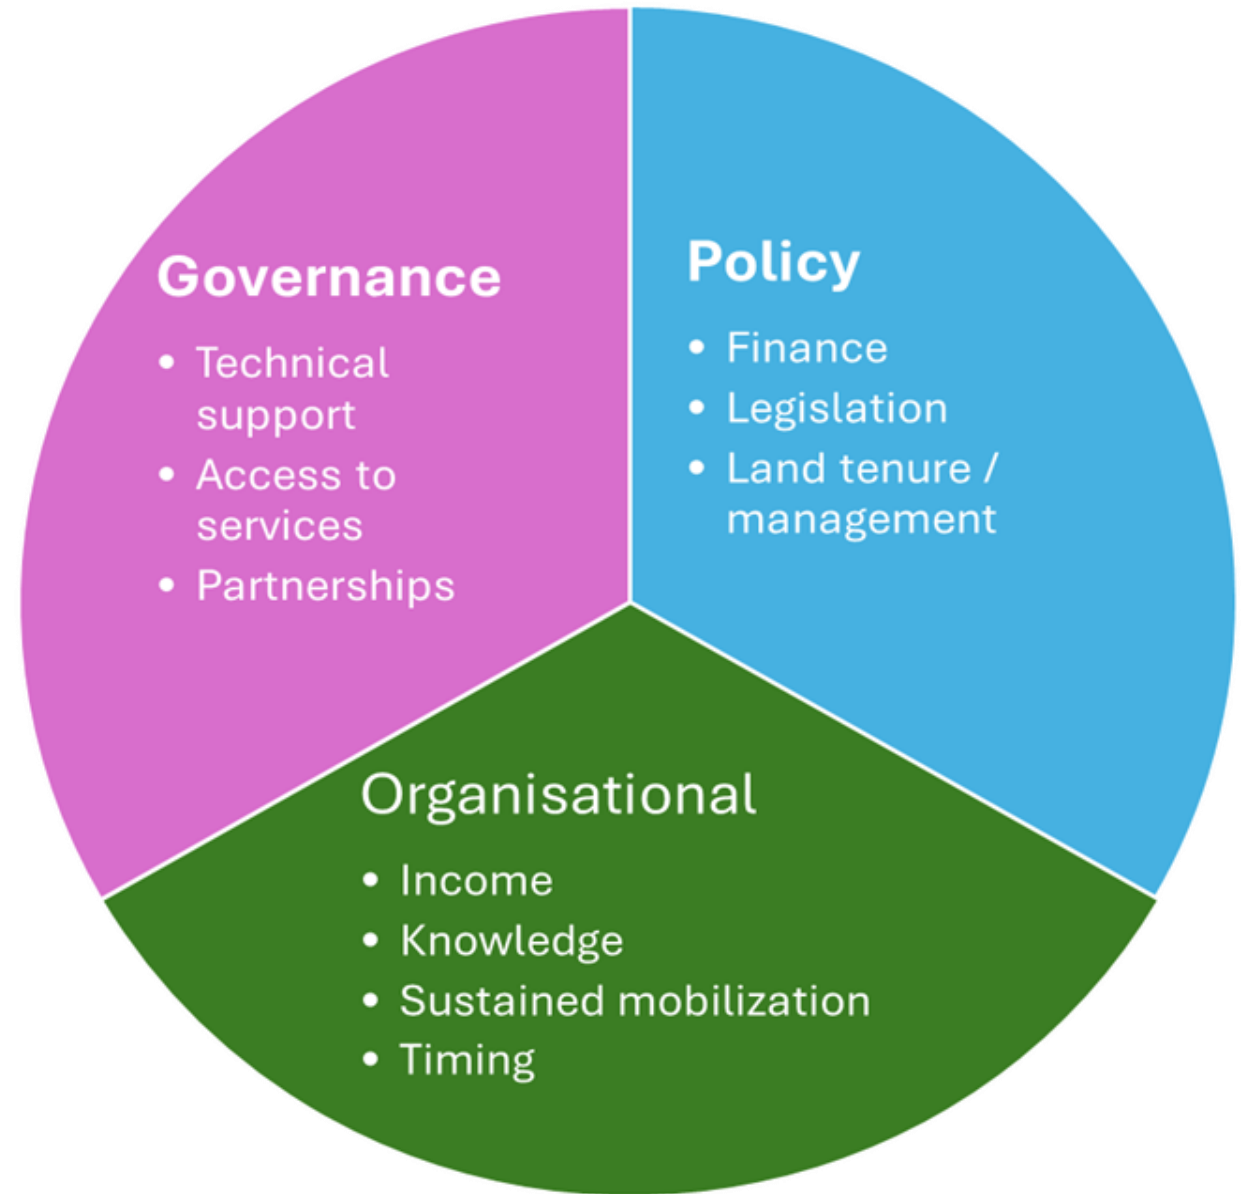 Governance
• Technical
support
• Access to
services
• Partnerships
Policy
• Finance
• Legislation
• Land tenure /
management
Organisational
• Income
• Knowledge
• Sustained mobilization
• Timing